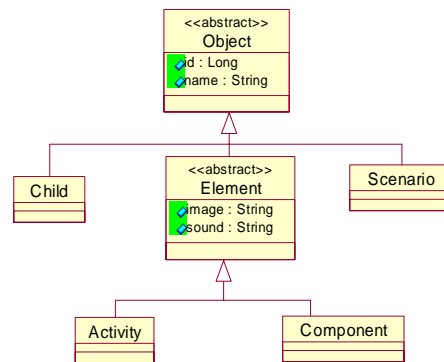 <<abstract>>
Object
id : Long
name : String
Child
<<abstract>>
Element
image : String
sound : String
Scenario
Activity
Component